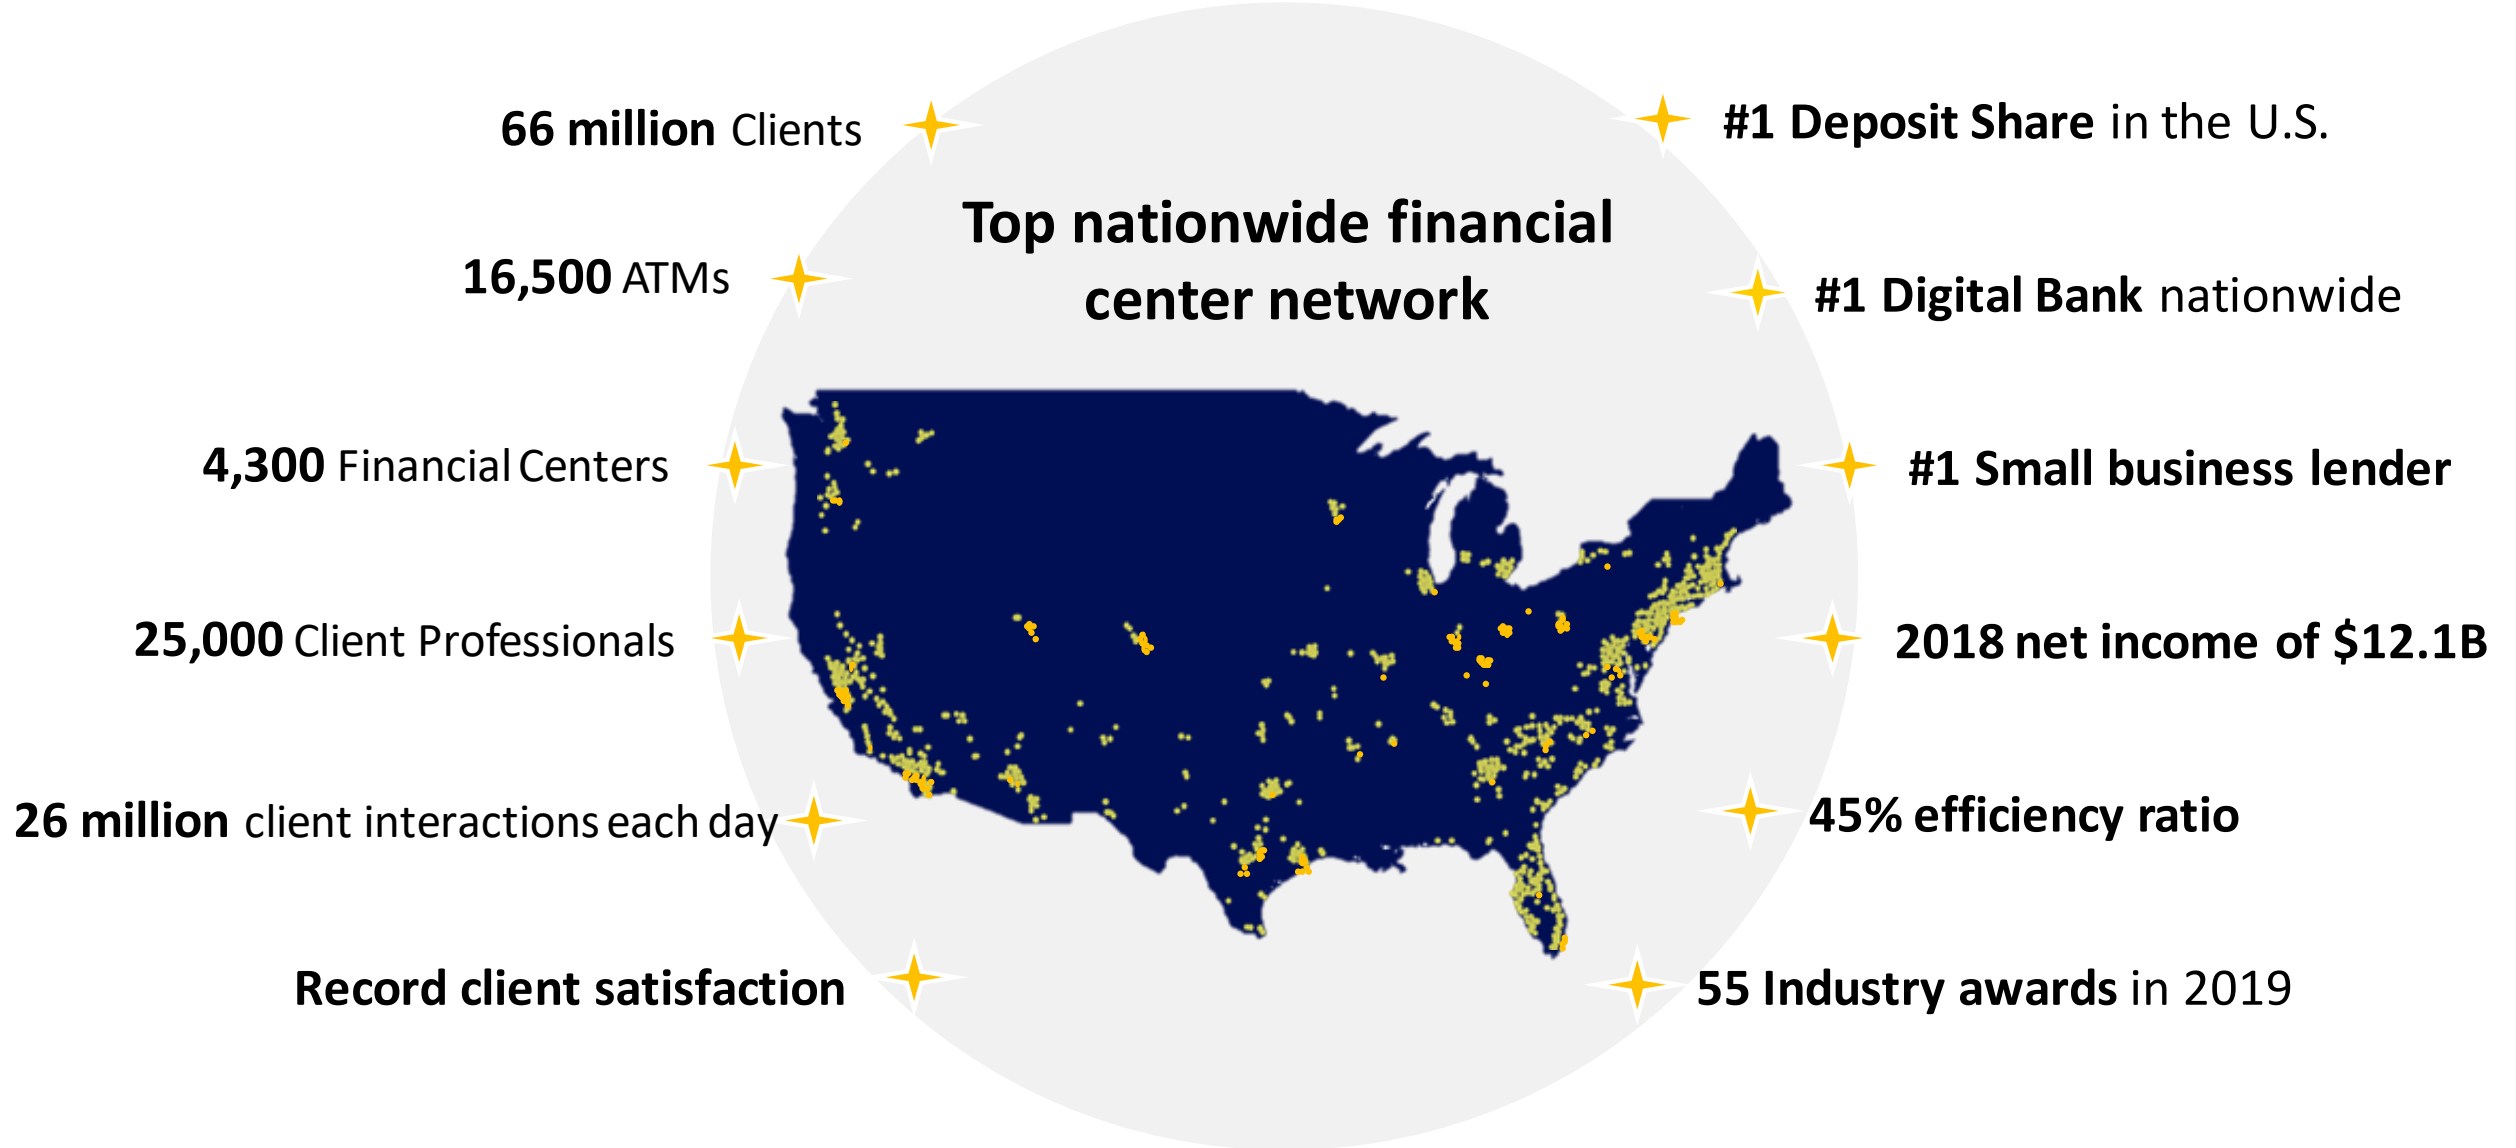 66 million Clients
#1 Deposit Share in the U.S.
Top nationwide financial
center network
16,500 ATMs
#1 Digital Bank nationwide
4,300 Financial Centers
#1 Small business lender
25,000 Client Professionals
2018 net income of $12.1B
26 million client interactions each day
45% efficiency ratio
Record client satisfaction
55 Industry awards in 2019